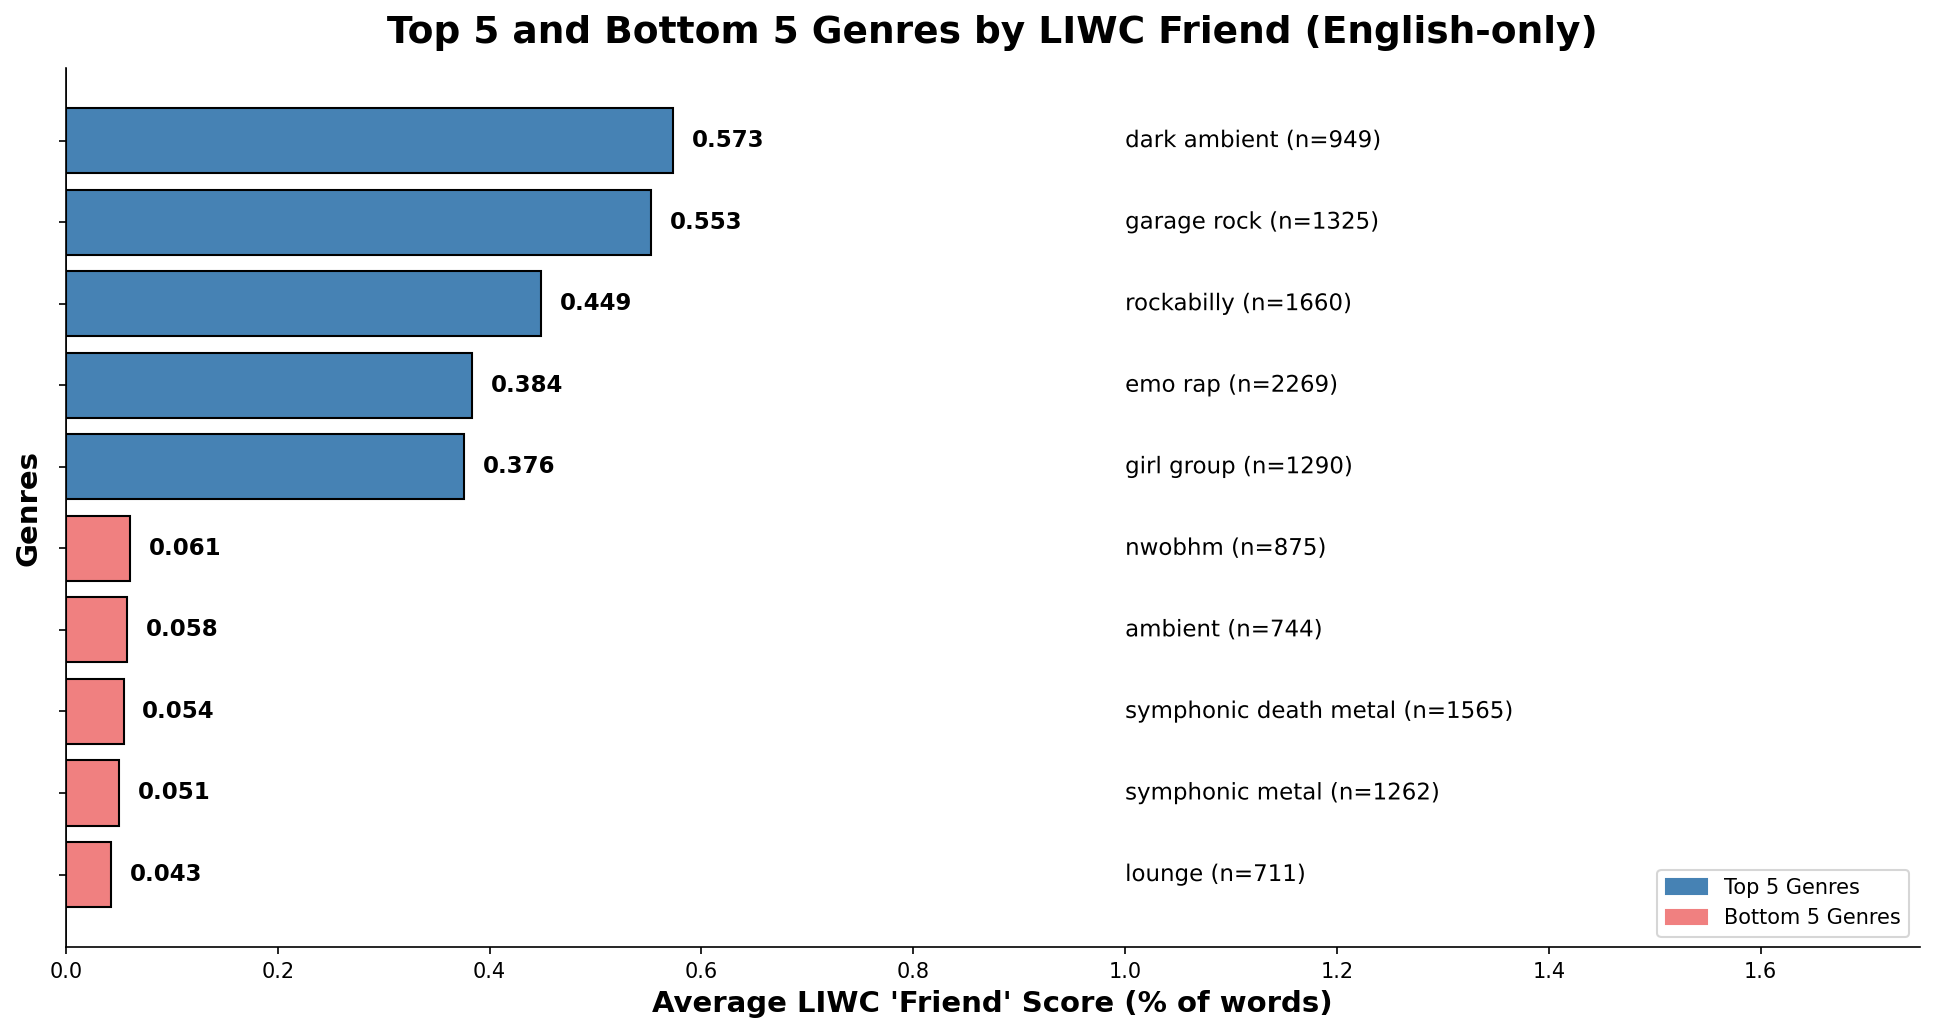 Top 5 and Bottom 5 Genres by LIWC Friend (English-only)
Genres
0.573 dark ambient (n=949)
0.553 garage rock (n=1325)
0.449 rockabilly (n=1660)
0.384 emo rap (n=2269)
0.376 girl group (n=1290)
0.061 nwobhm (n=875)
0.058 ambient (n=744)
0.054 symphonic death metal (n=1565)
0.051 symphonic metal (n=1262)
0.043 lounge (n=711)
Top 5 Genres
Bottom 5 Genres
0.0 0.2 0.4 0.6 0.8 1.0 1.2 1.4 1.6
Average LIWC 'Friend' Score (% of words)